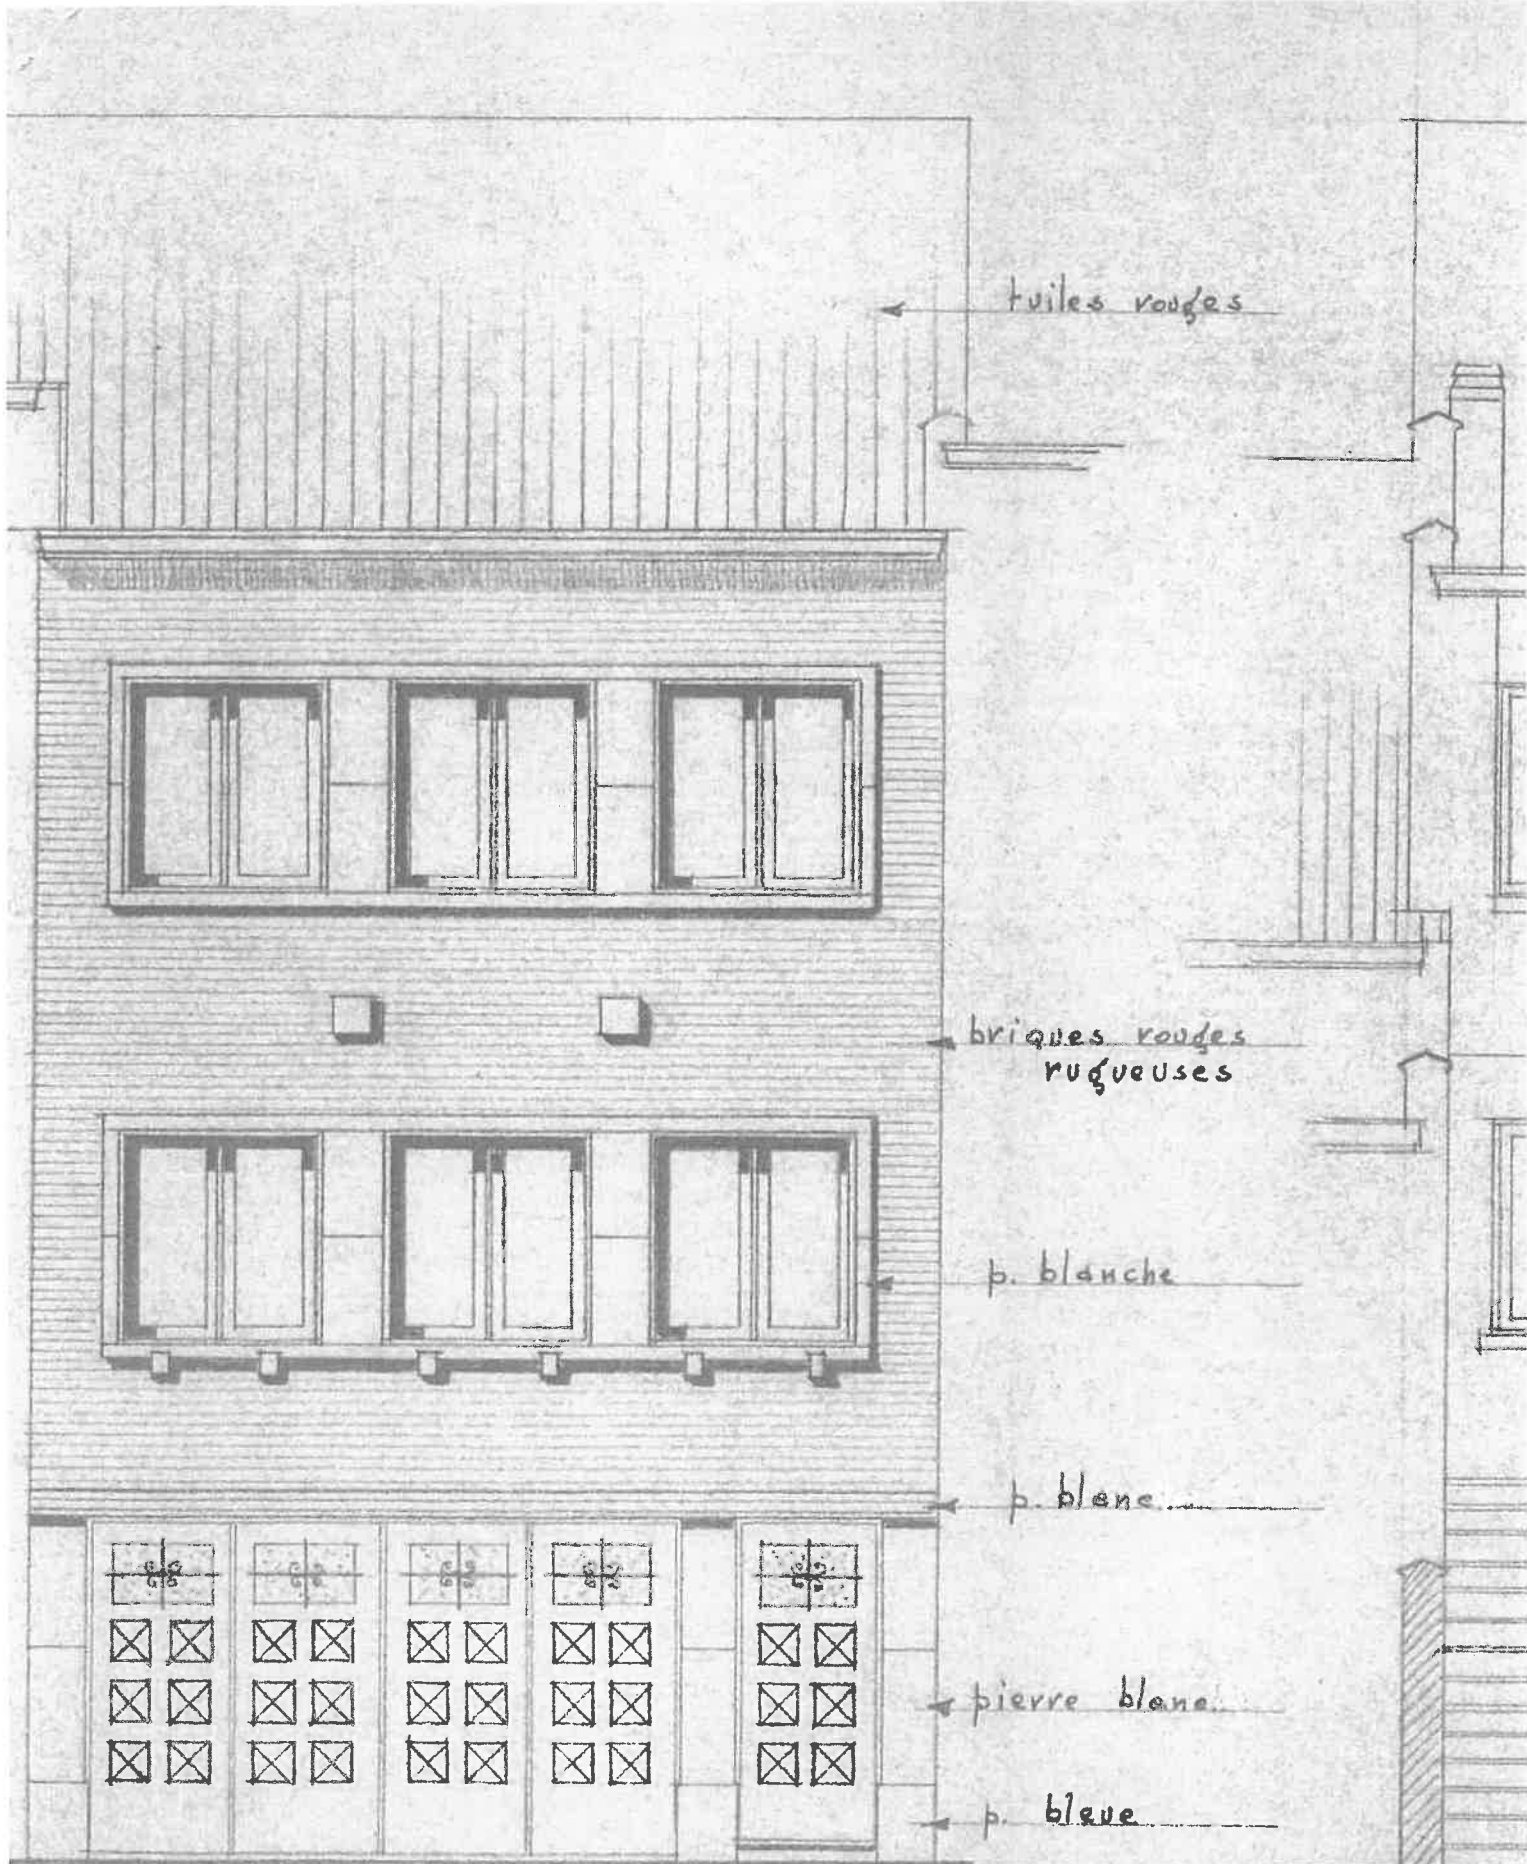 tuiles rouges
briques rouges
rugueuses
p. blanche
p. blanc
pierre blanc
p. bleue